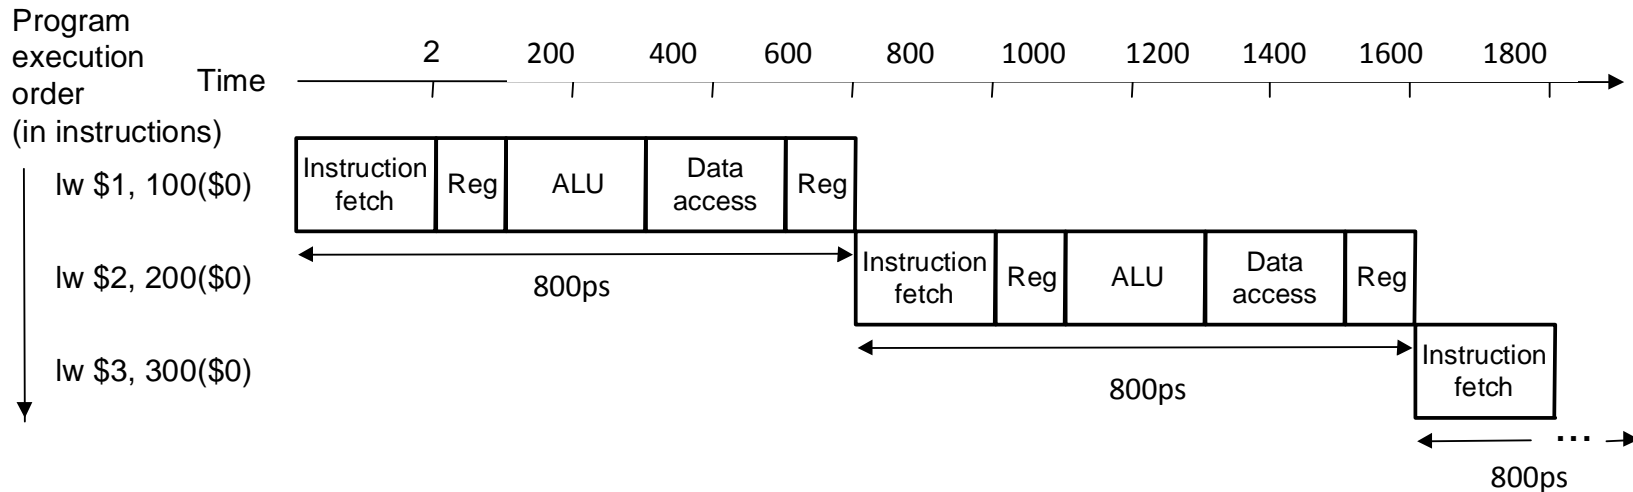 Program
execution
order
(in instructions)
Time
2 200 400 600 800 1000 1200 1400 1600 1800
lw $1, 100($0)
Instruction
fetch
Reg
ALU
Data
access
Reg
800ps
lw $2, 200($0)
Instruction
fetch
Reg
ALU
Data
access
Reg
800ps
lw $3, 300($0)
Instruction
fetch
...
800ps